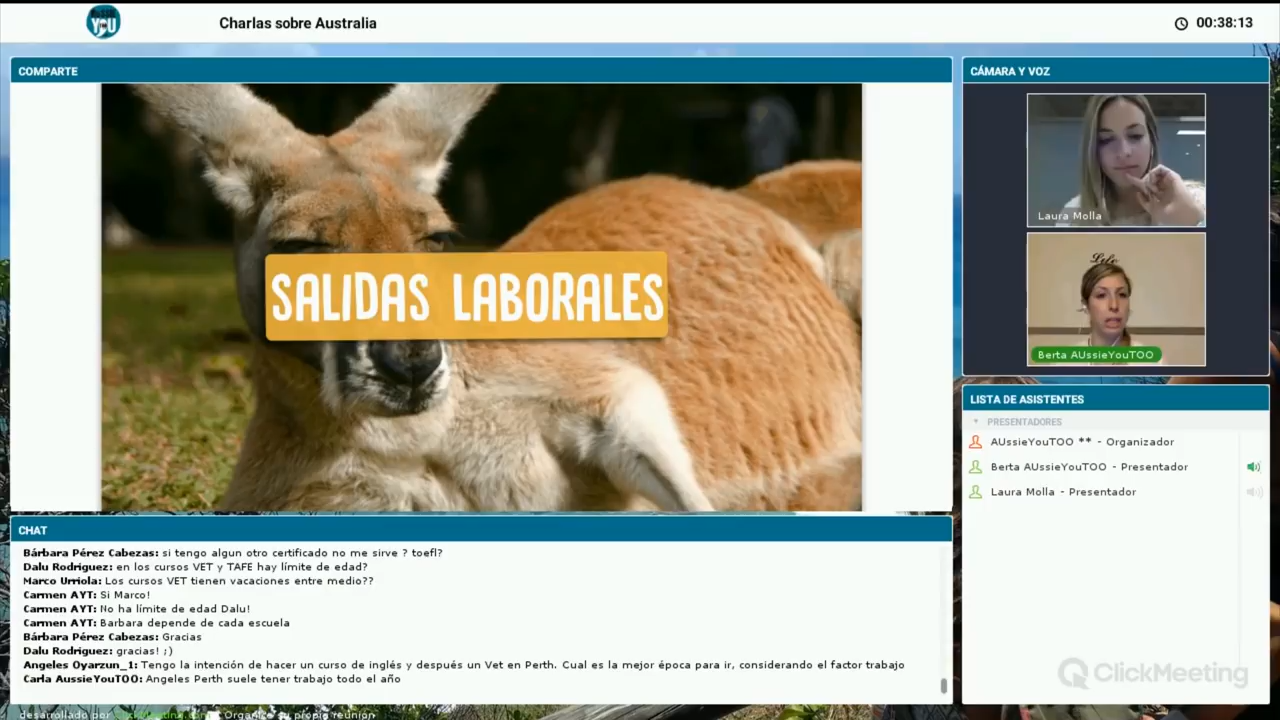 YOU
Charlas sobre Australia
00:38:13
COMPARTE
SALIDAS LABORALES
CÁMARA Y VOZ
Laura Molla
Lele
Berta AUssieYouTOO
LISTA DE ASISTENTES
PRESENTADORES
AUssieYouTOO ** - Organizador
Berta AUssieYouTOO - Presentador
Laura Molla - Presentador
CHAT
Bárbara Pérez Cabezas: si tengo algun otro certificado no me sirve ? toefl?
Dalu Rodriguez: en los cursos VET y TAFE hay límite de edad?
Marco Urriola: Los cursos VET tienen vacaciones entre medio??
Carmen AYT: Si Marco!
Carmen AYT: No ha límite de edad Dalu!
Carmen AYT: Barbara depende de cada escuela
Bárbara Pérez Cabezas: Gracias
Dalu Rodriguez: gracias! ;)
Angeles Oyarzun_1: Tengo la intención de hacer un curso de inglés y después un Vet en Perth. Cual es la mejor época para ir, considerando el factor trabajo
Carla AussieYouTOO: Angeles Perth suele tener trabajo todo el año
ClickMeeting
desarrollado por Organice su propia reunión